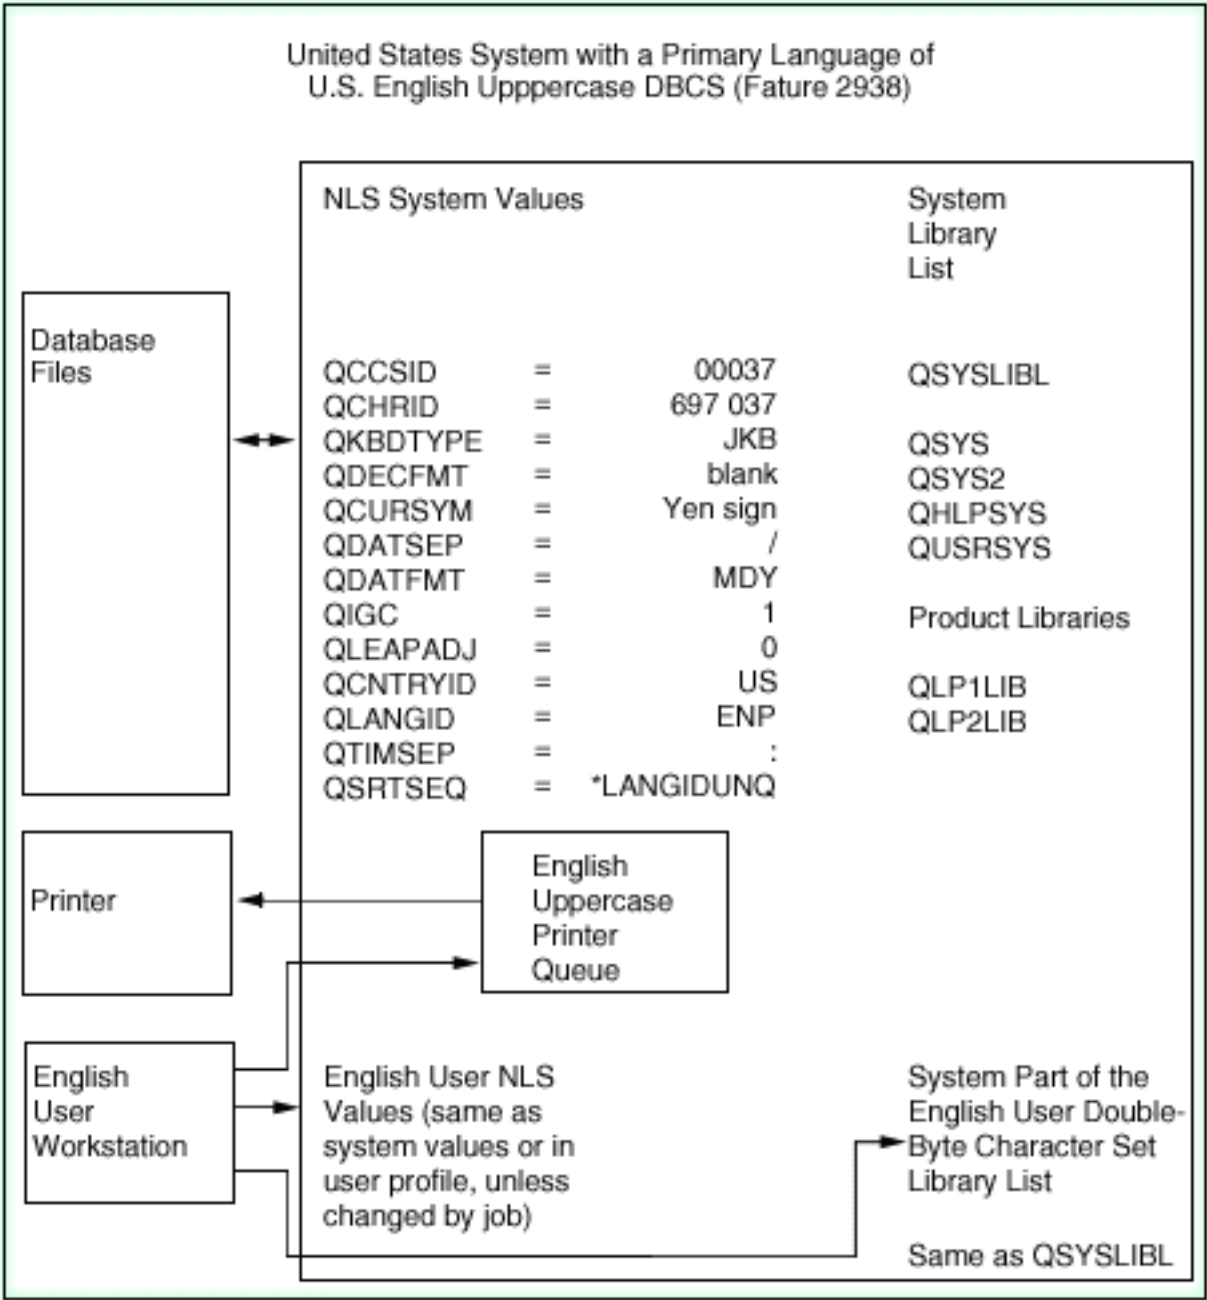 United States System with a Primary Language of
U.S. English Upppercase DBCS (Fature 2938)
NLS System Values
System
Library
List
Database
Files
QCCSID = 00037
QCHRID = 697 037
QKBDTYPE = JKB
QDECFMT = blank
QCURSYM = Yen sign
QDATSEP = /
QDATFMT = MDY
QIGC = 1
QLEAPADJ = 0
QCNTRYID = US
QLANGID = ENP
QTIMSEP = :
QSRTSEQ = *LANGIDUNQ
QSYSLIBL
QSYS
QSYS2
QHLPSYS
QUSRSYS
Product Libraries
QLP1LIB
QLP2LIB
Printer
English
Uppercase
Printer
Queue
English
User
Workstation
English User NLS
Values (same as
system values or in
user profile, unless
changed by job)
System Part of the
English User Double-
Byte Character Set
Library List
Same as QSYSLIBL